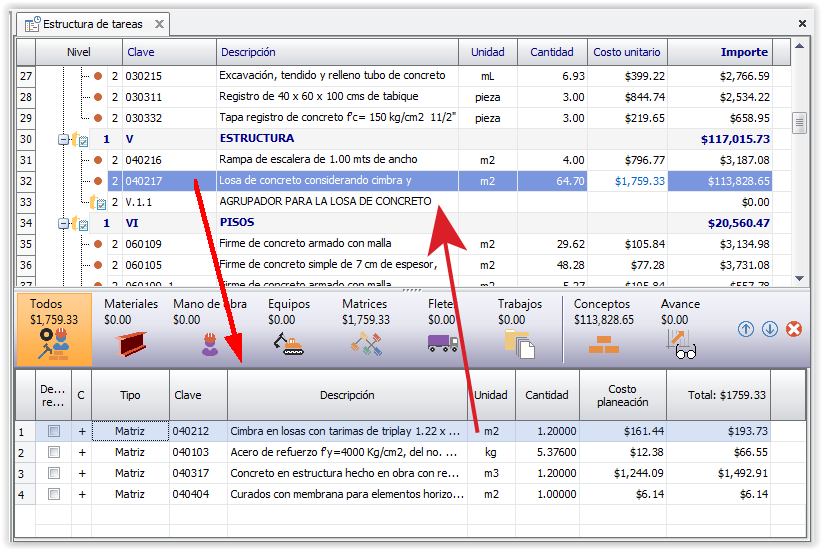 Estructura de tareas
Nivel Clave Descripción Unidad Cantidad Costo unitario Importe
27 2 030215 Excavación, tendido y relleno tubo de concreto mL 6.93 $399.22 $2,766.59
28 2 030311 Registro de 40 x 60 x 100 cms de tabique pieza 3.00 $844.74 $2,534.22
29 2 030332 Tapa registro de concreto f'c= 150 kg/cm2 11/2" pieza 3.00 $219.65 $658.95
30 1 V ESTRUCTURA $117,015.73
31 2 040216 Rampa de escalera de 1.00 mts de ancho m2 4.00 $796.77 $3,187.08
32 2 040217 Losa de concreto considerando cimbra y m2 64.70 $1,759.33 $113,828.65
33 2 V.1.1 AGRUPADOR PARA LA LOSA DE CONCRETO $0.00
34 1 VI PISOS $20,560.47
35 2 060109 Firme de concreto armado con malla m2 29.62 $105.84 $3,134.98
36 2 060105 Firme de concreto simple de 7 cm de espesor, m2 48.28 $77.28 $3,731.08
37 2 060109.1 Firme de concreto armado con malla m2 5.27 $105.84 $557.78
Todos Materiales Mano de obra Equipos Matrices Fletes Trabajos Conceptos Avance
$1,759.33 $0.00 $0.00 $0.00 $1,759.33 $0.00 $0.00 $113,828.65 $0.00
De... re... C Tipo Clave Descripción Unidad Cantidad Costo planeación Total: $1759.33
1 + Matriz 040212 Cimbra en losas con tarimas de triplay 1.22 x ... m2 1.20000 $161.44 $193.73
2 + Matriz 040103 Acero de refuerzo f'y=4000 Kg/cm2, del no. ... kg 5.37600 $12.38 $66.55
3 + Matriz 040317 Concreto en estructura hecho en obra con re... m3 1.20000 $1,244.09 $1,492.91
4 + Matriz 040404 Curados con membrana para elementos horizo... m2 1.00000 $6.14 $6.14